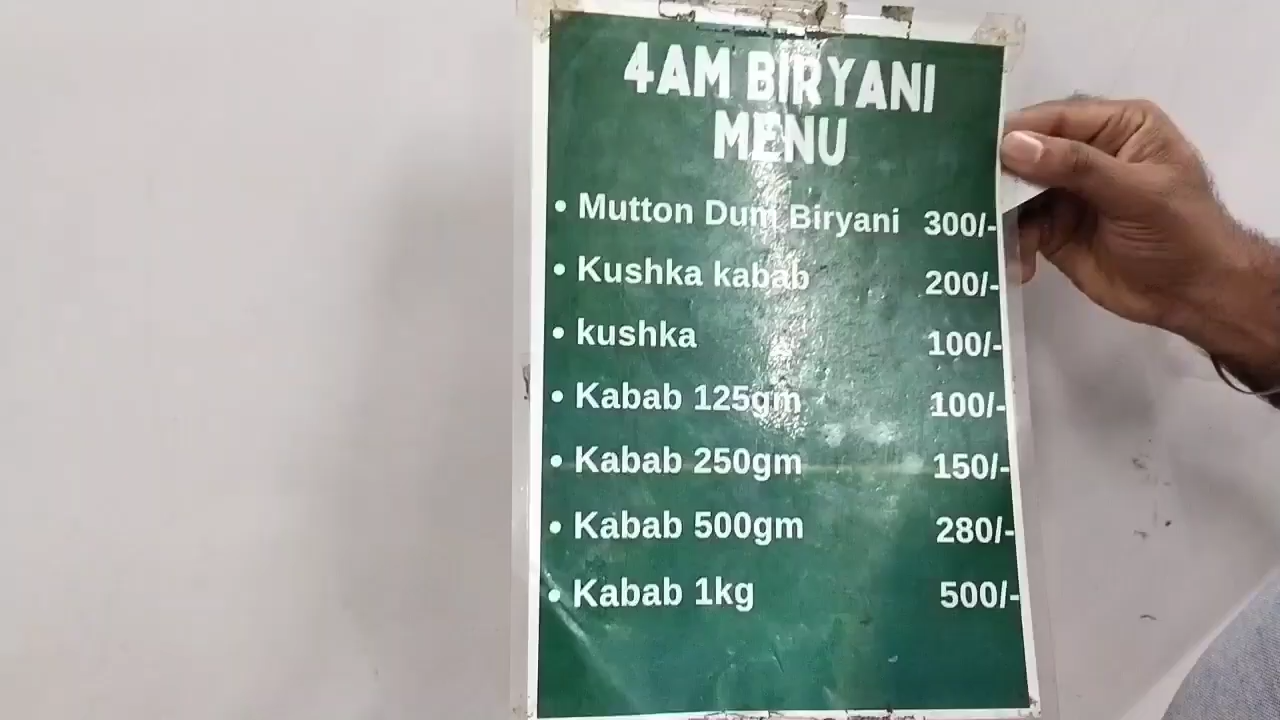 4AM BIRYANI
MENU
• Mutton Dum Biryani 300/-
• Kushka kabab 200/-
• kushka 100/-
• Kabab 125gm 100/-
• Kabab 250gm 150/-
• Kabab 500gm 280/-
• Kabab 1kg 500/-